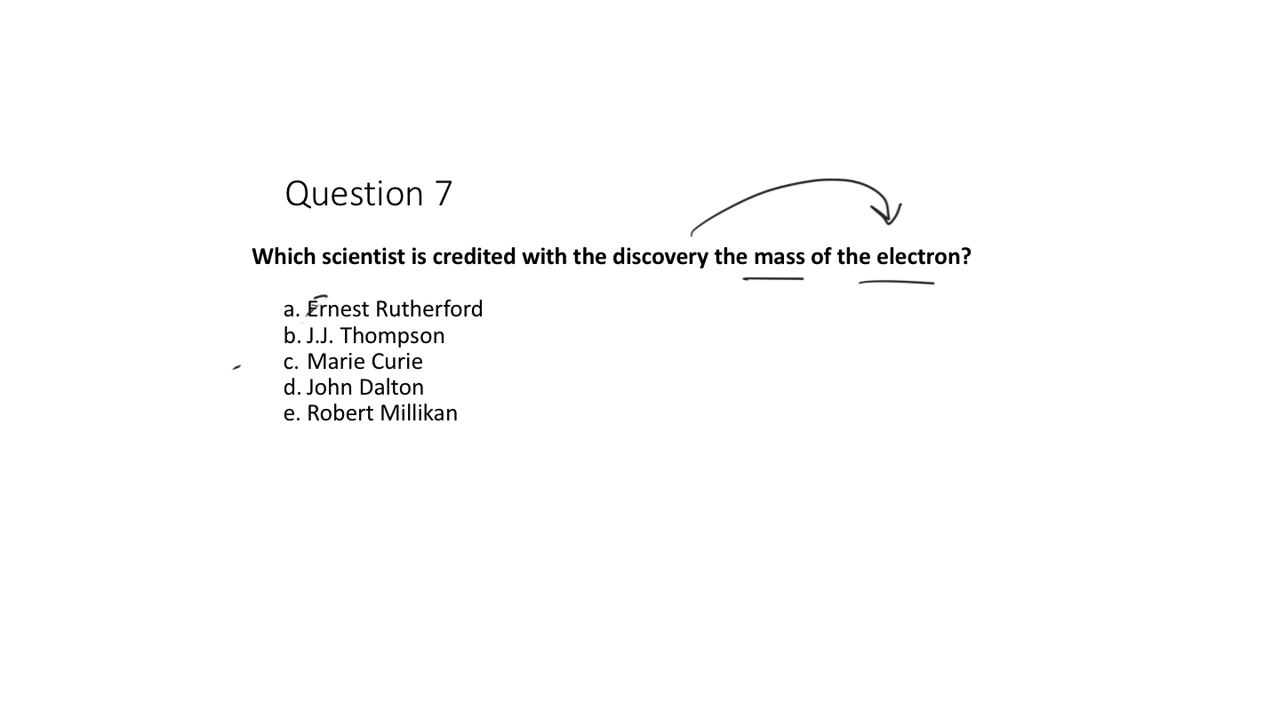 Question 7
Which scientist is credited with the discovery the mass of the electron?
a. Ernest Rutherford
b. J.J. Thompson
c. Marie Curie
d. John Dalton
e. Robert Millikan